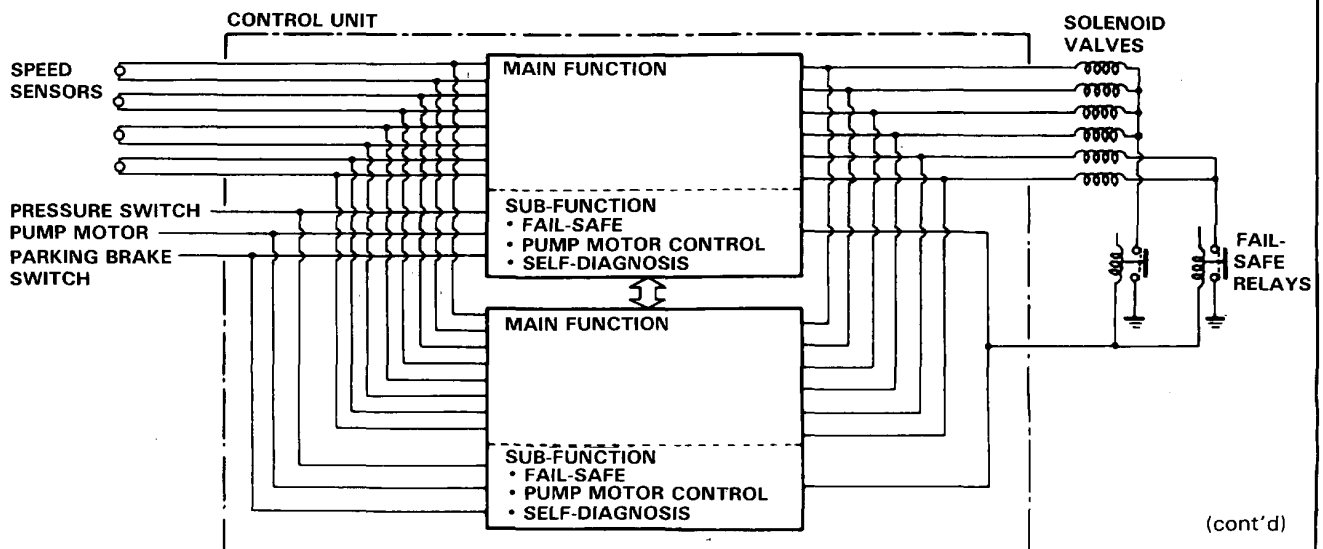 CONTROL UNIT
SOLENOID
VALVES
SPEED
SENSORS
MAIN FUNCTION
PRESSURE SWITCH
PUMP MOTOR
PARKING BRAKE
SWITCH
SUB-FUNCTION
• FAIL-SAFE
• PUMP MOTOR CONTROL
• SELF-DIAGNOSIS
FAIL-
SAFE
RELAYS
MAIN FUNCTION
SUB-FUNCTION
• FAIL-SAFE
• PUMP MOTOR CONTROL
• SELF-DIAGNOSIS
(cont'd)